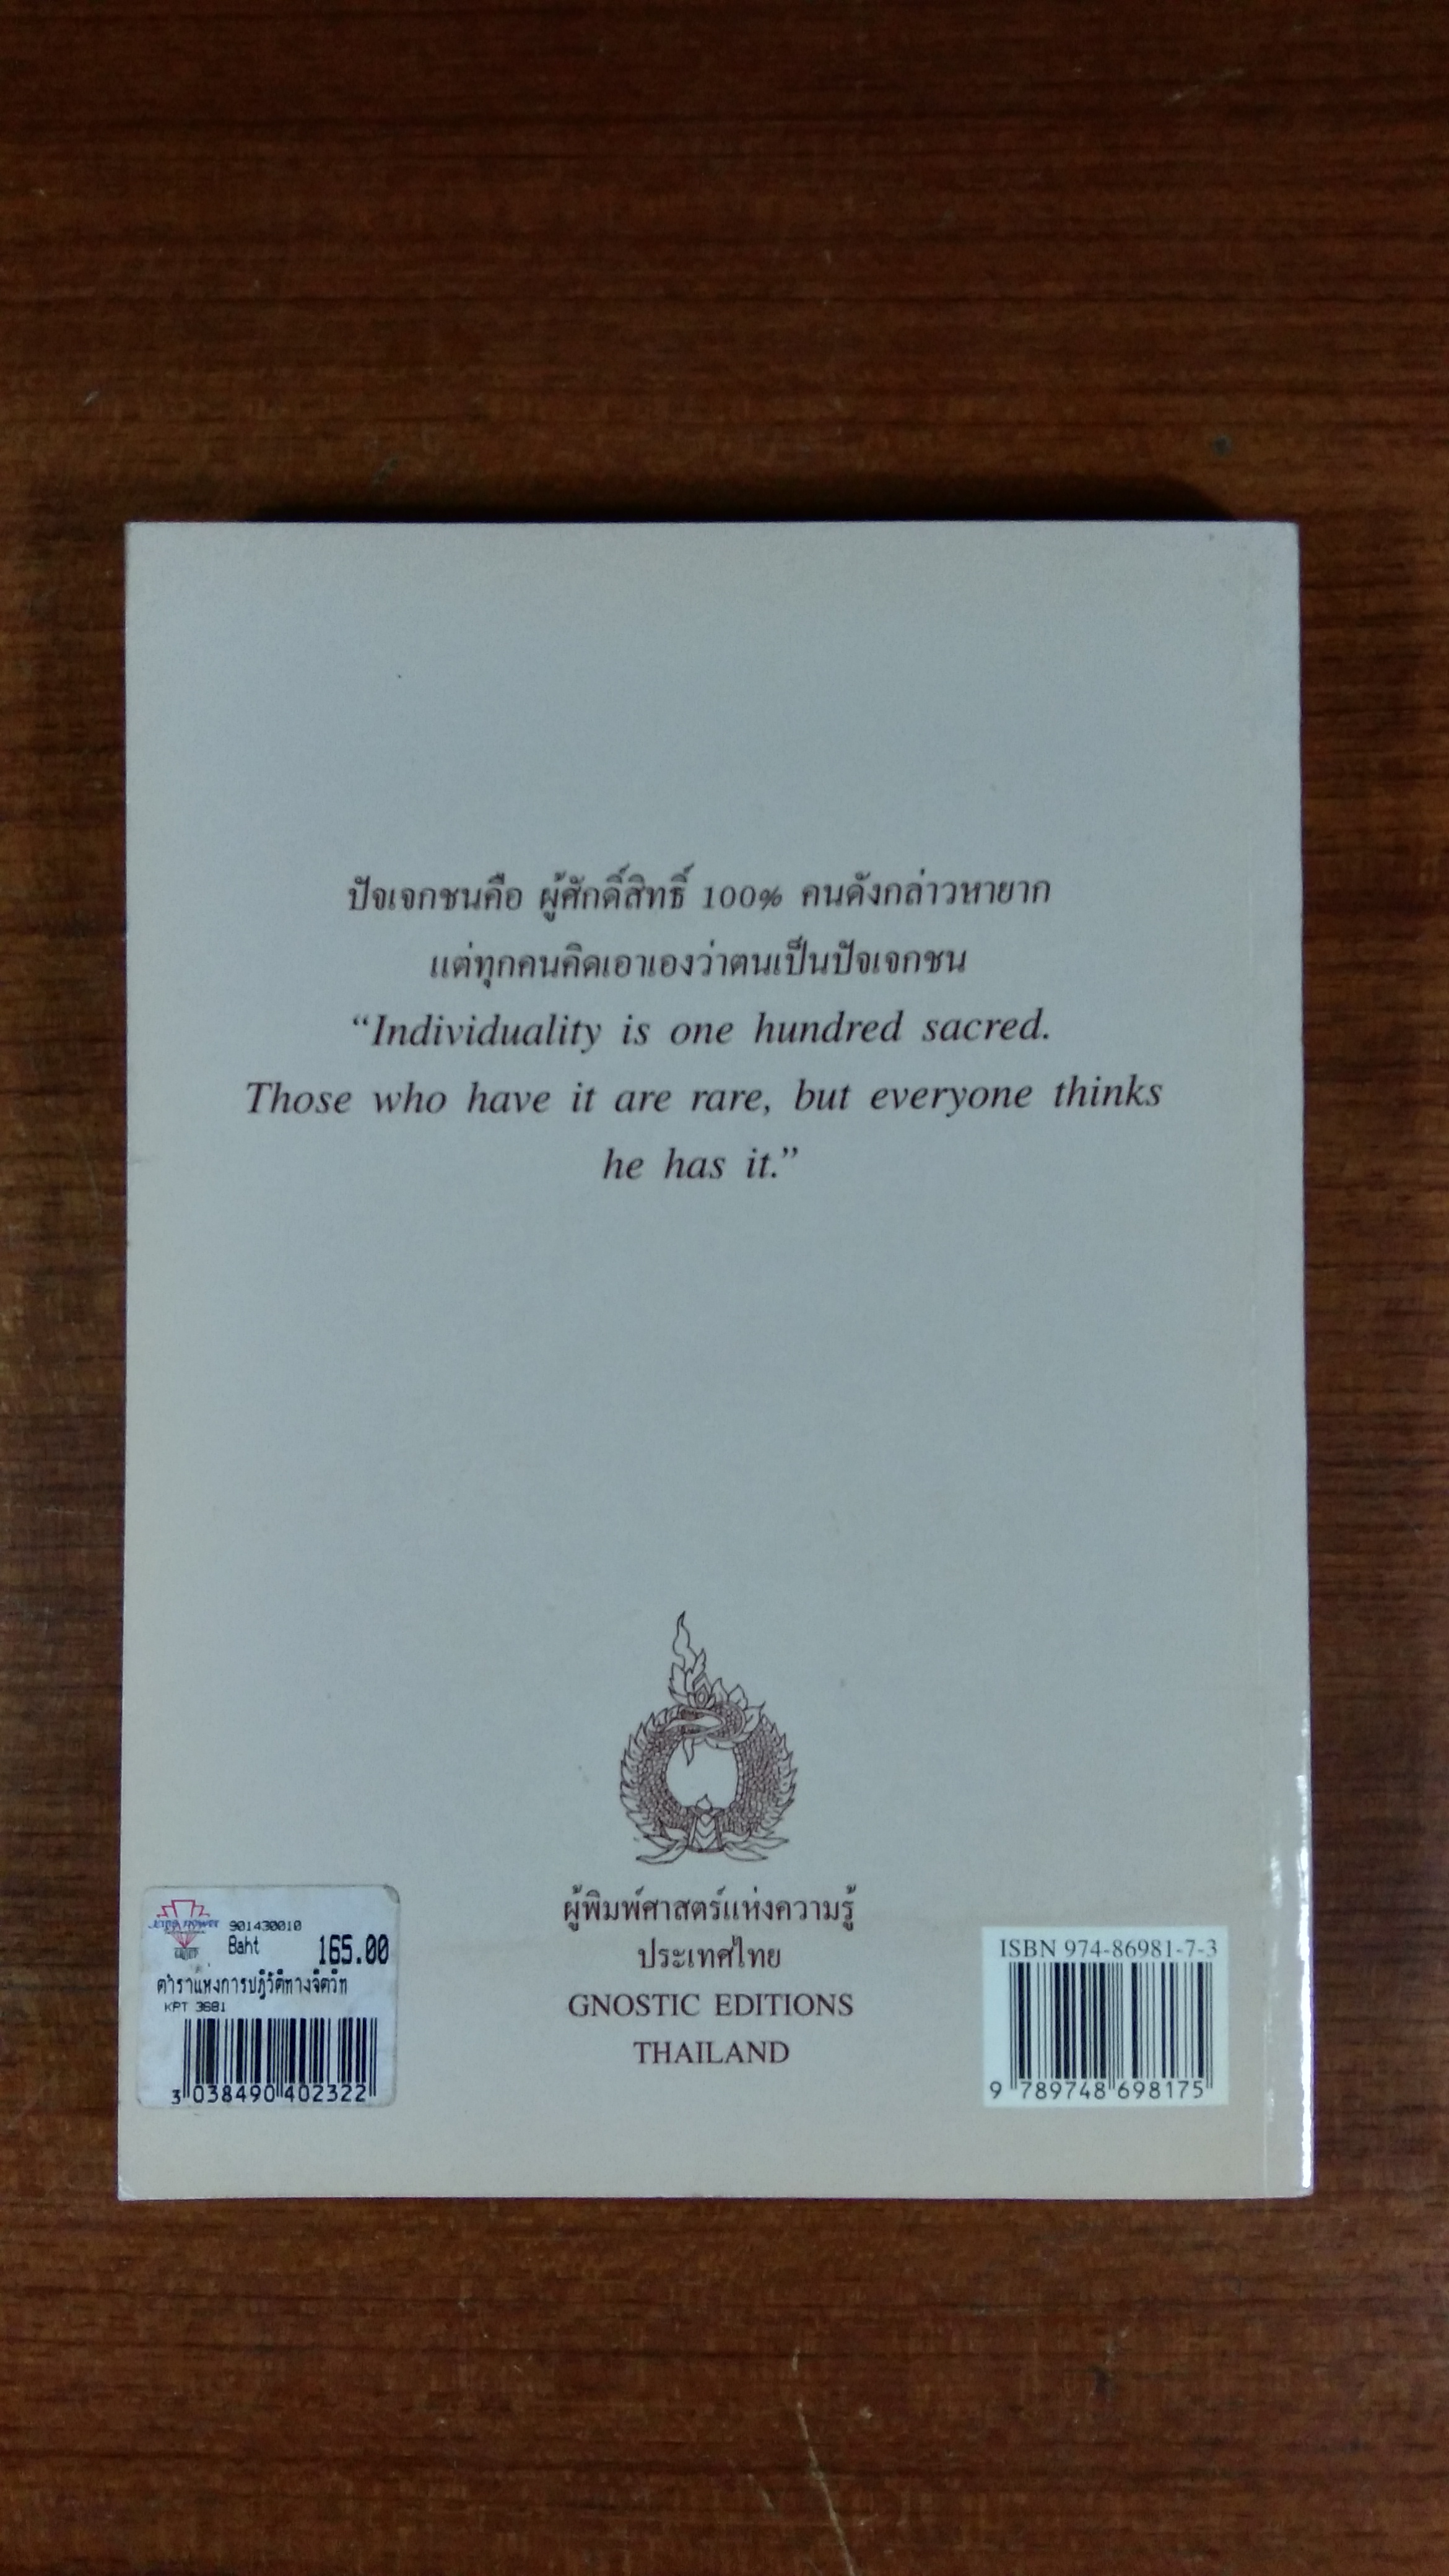 ปัจเจกชนคือ ผู้ศักดิ์สิทธิ์ 100% คนดังกล่าวหายาก
แต่ทุกคนคิดเอาเองว่าตนเป็นปัจเจกชน
“Individuality is one hundred sacred.
Those who have it are rare, but everyone thinks
he has it.”
ผู้พิมพ์ศาสตร์แห่งความรู้
ประเทศไทย
GNOSTIC EDITIONS
THAILAND
king power
901430010
Baht 165.00
ตำราแห่งการปฏิวัติทางจิตวิท
KPT 3681
3 038490 402322
ISBN 974-86981-7-3
9 789748 698175